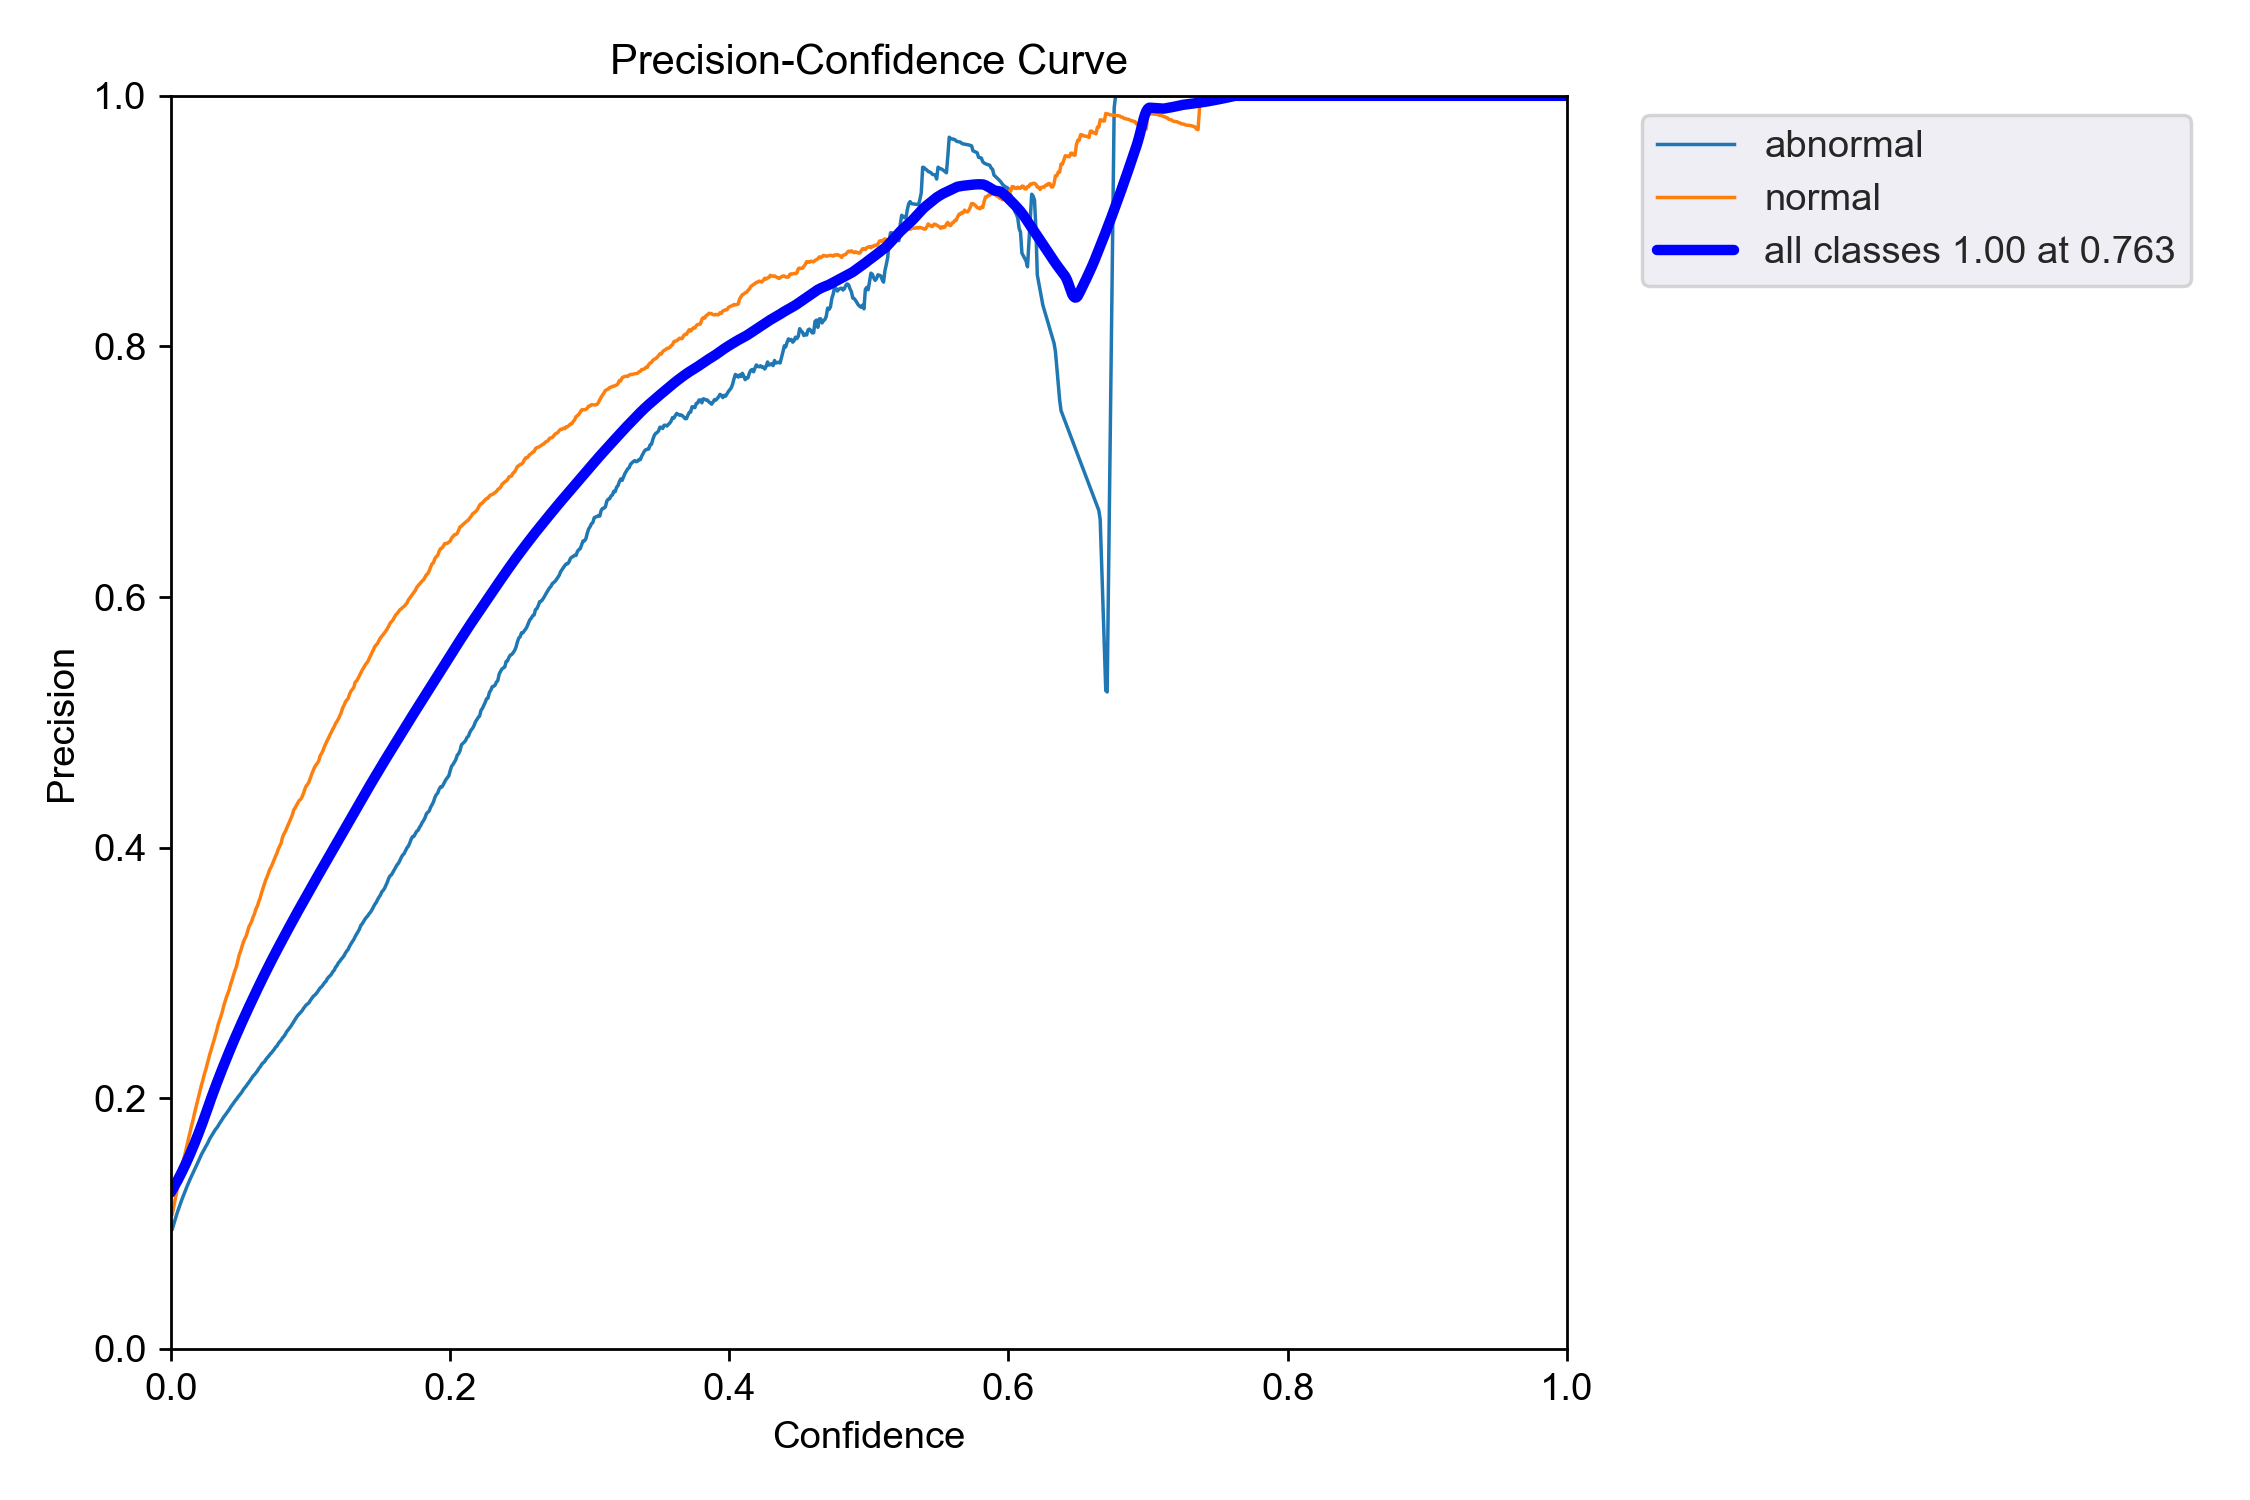 Precision-Confidence Curve
1.0
0.8
0.6
0.4
0.2
0.0
Precision
0.0 0.2 0.4 0.6 0.8 1.0
Confidence
abnormal
normal
all classes 1.00 at 0.763